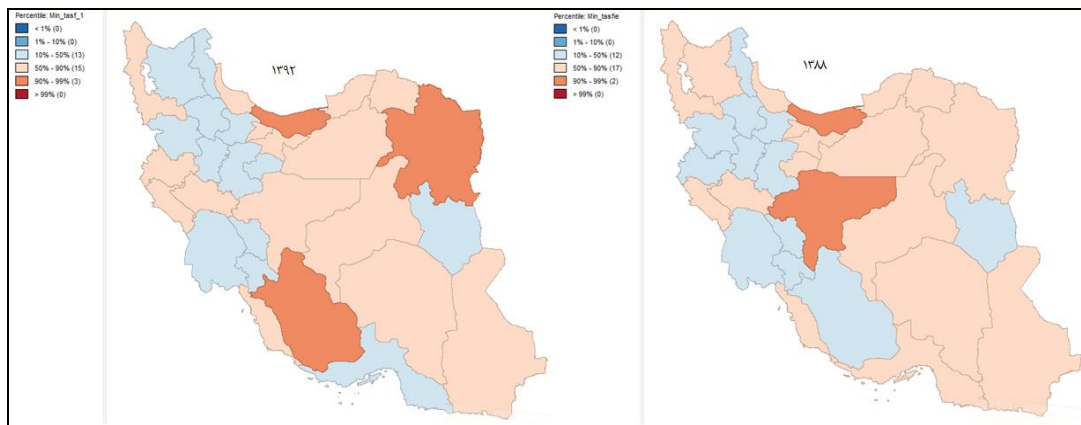 Percentile: Min_tasf_1
< 1% (0)
1% - 10% (0)
10% - 50% (13)
50% - 90% (15)
90% - 99% (3)
> 99% (0)
۱۳۹۲
Percentile: Min_tasfie
< 1% (0)
1% - 10% (0)
10% - 50% (12)
50% - 90% (17)
90% - 99% (2)
> 99% (0)
۱۳۸۸